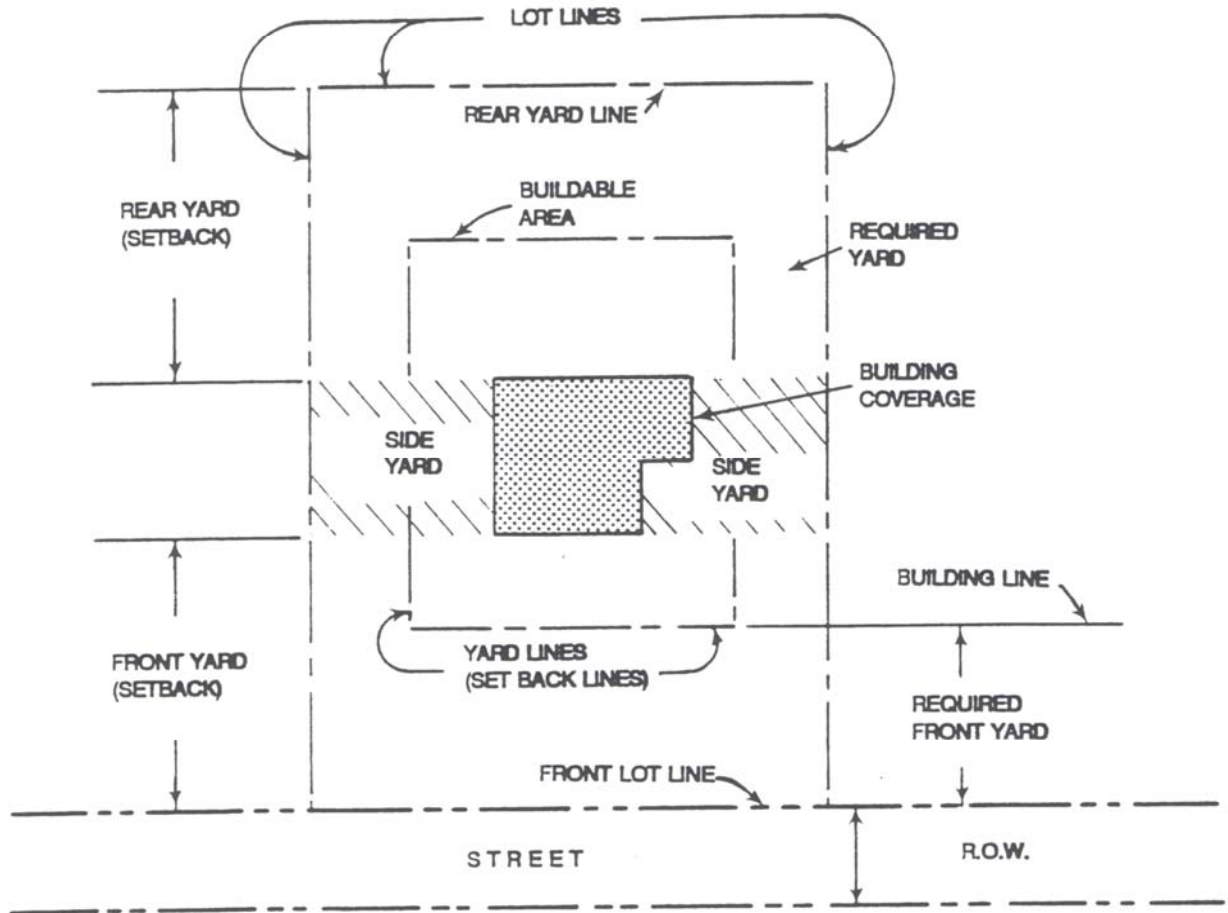 LOT LINES
REAR YARD LINE
BUILDABLE
AREA
REAR YARD
(SETBACK)
REQUIRED
YARD
BUILDING
COVERAGE
SIDE
YARD
SIDE
YARD
BUILDING LINE
FRONT YARD
(SETBACK)
YARD LINES
(SET BACK LINES)
REQUIRED
FRONT YARD
FRONT LOT LINE
STREET
R.O.W.